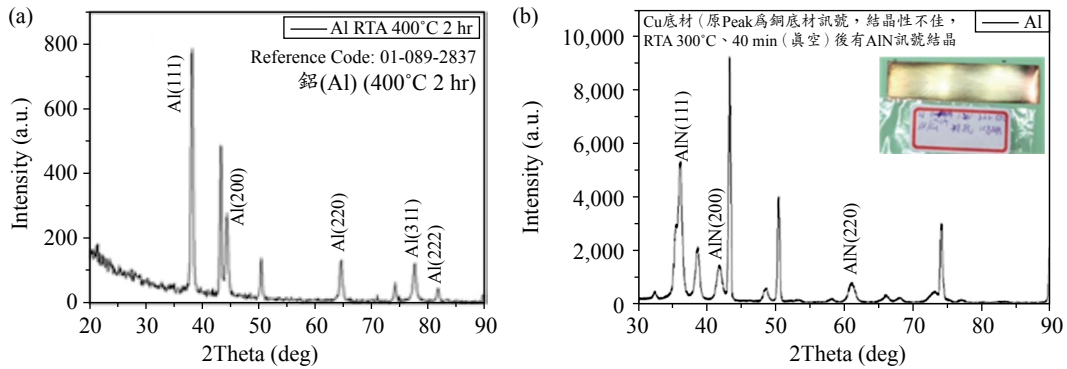 (a)
Al RTA 400˚C 2 hr
Reference Code: 01-089-2837
鋁(Al) (400˚C 2 hr)
Intensity (a.u.)
800
600
400
200
0
Al(111)
Al(200)
Al(220)
Al(311)
Al(222)
20 30 40 50 60 70 80 90
2Theta (deg)
(b)
Cu底材（原Peak為銅底材訊號，結晶性不佳，
RTA 300˚C、40 min（真空）後有AlN訊號結晶
Al
Intensity (a.u.)
10,000
8,000
6,000
4,000
2,000
0
AlN(111)
AlN(200)
AlN(220)
30 40 50 60 70 80 90
2Theta (deg)